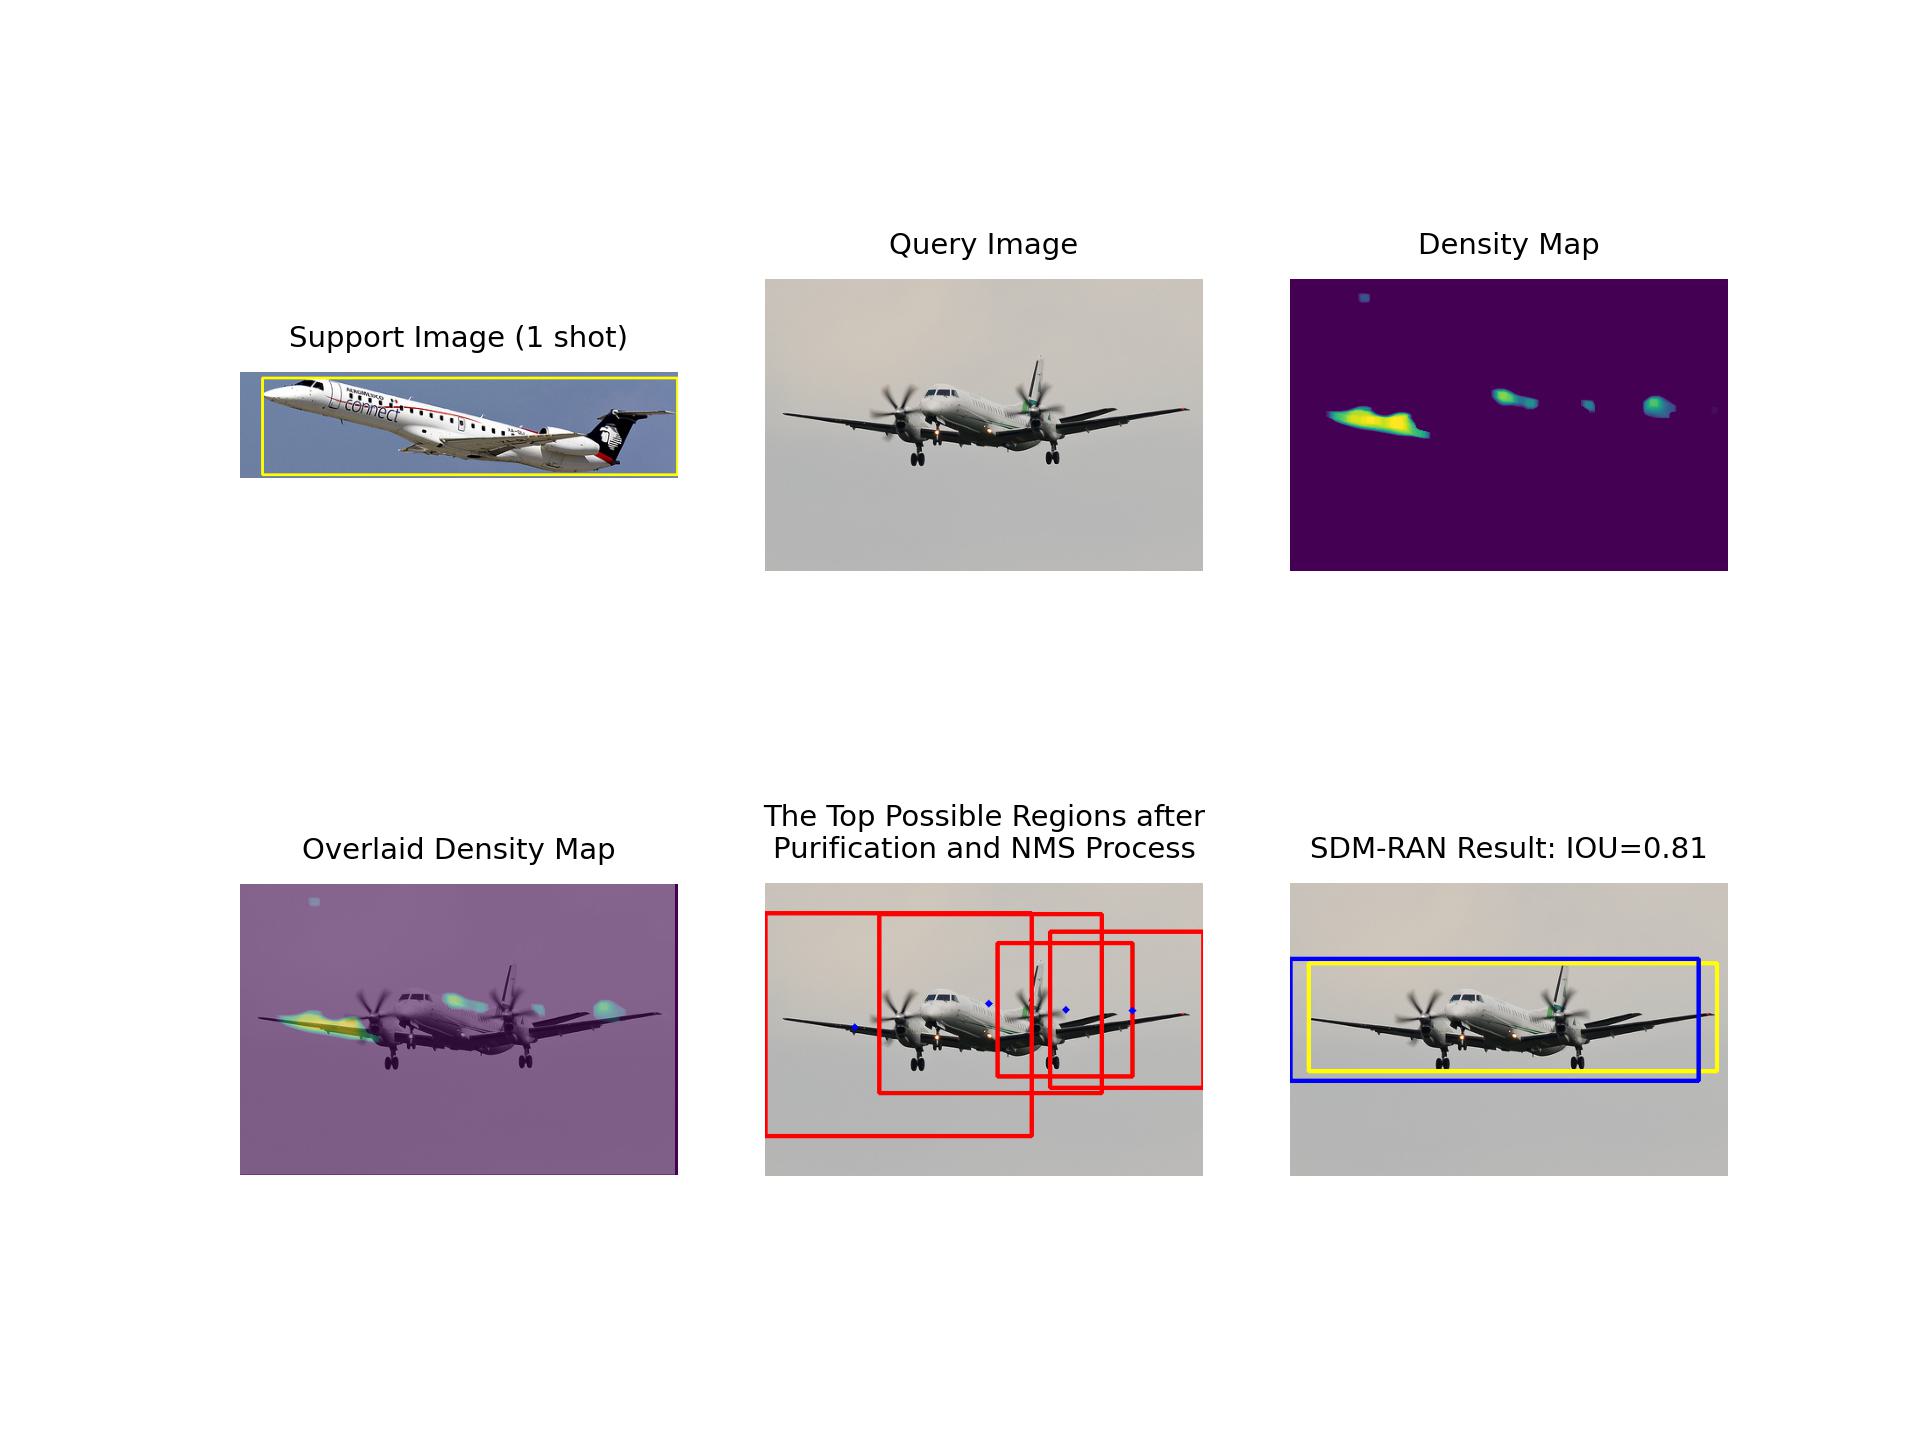 Query Image
Density Map
Support Image (1 shot)
AEROMEXICO
connect
Overlaid Density Map
The Top Possible Regions after
Purification and NMS Process
SDM-RAN Result: IOU=0.81